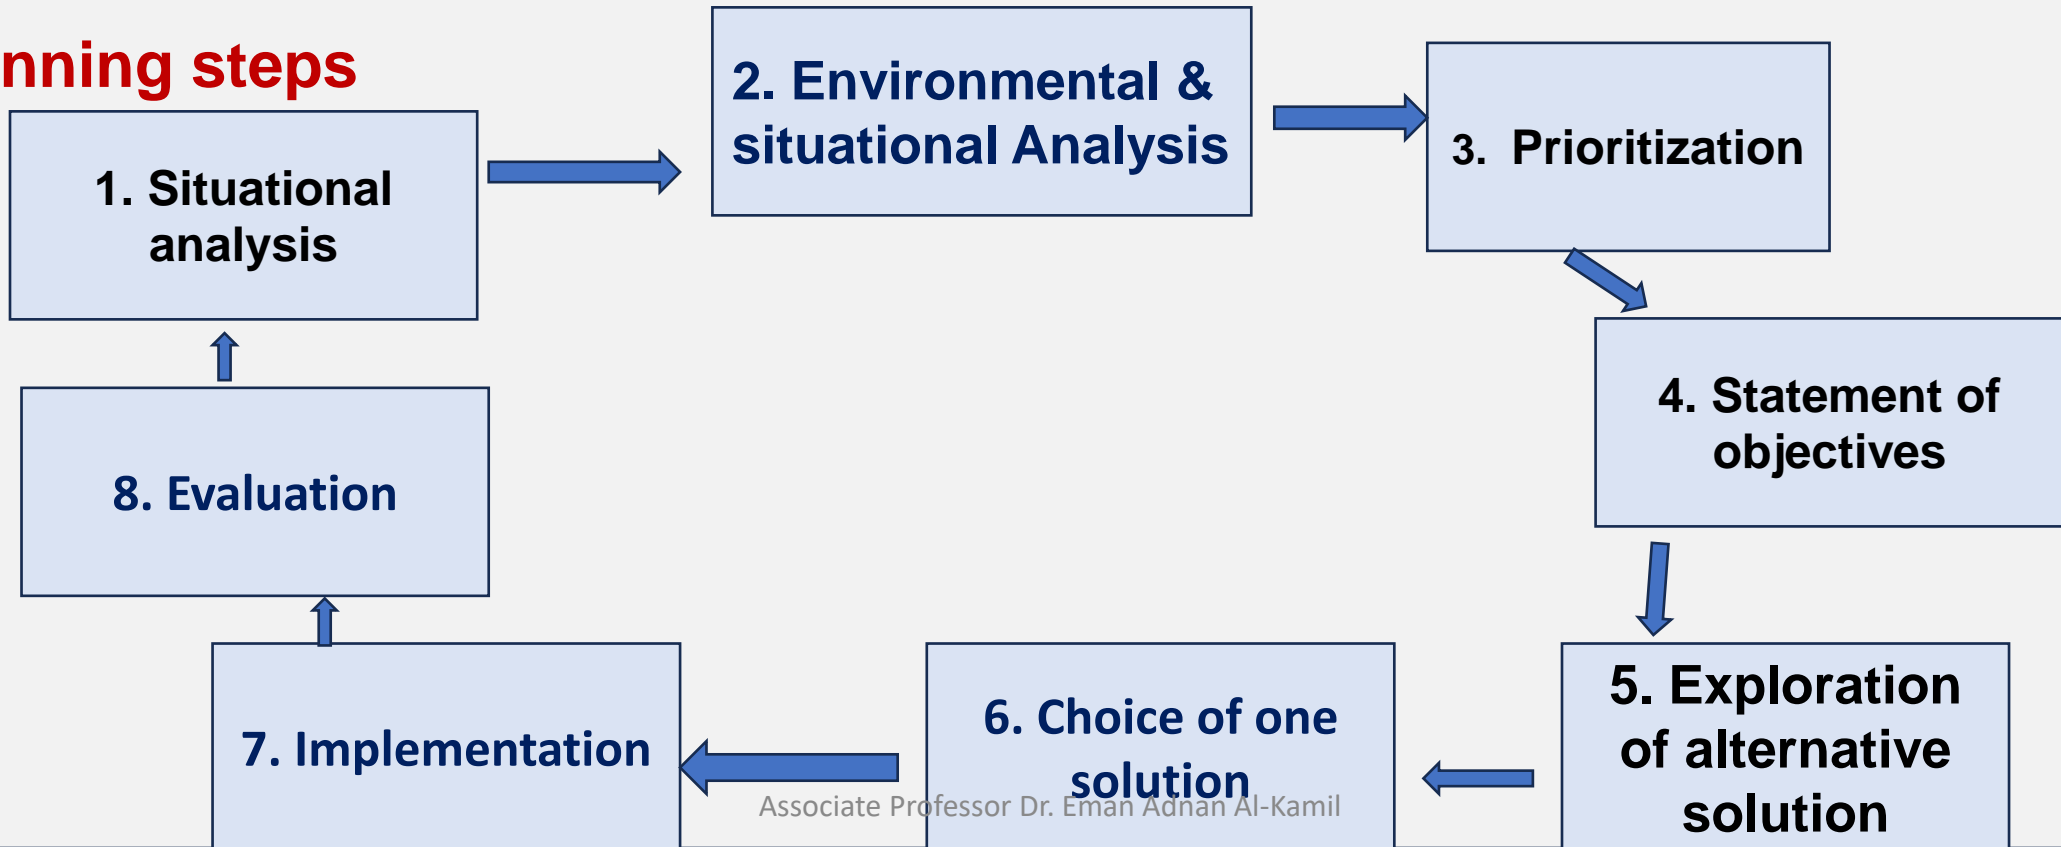 nning steps
1. Situational
analysis
2. Environmental &
situational Analysis
3. Prioritization
4. Statement of
objectives
5. Exploration
of alternative
solution
6. Choice of one
solution
7. Implementation
8. Evaluation
Associate Professor Dr. Eman Adnan Al-Kamil